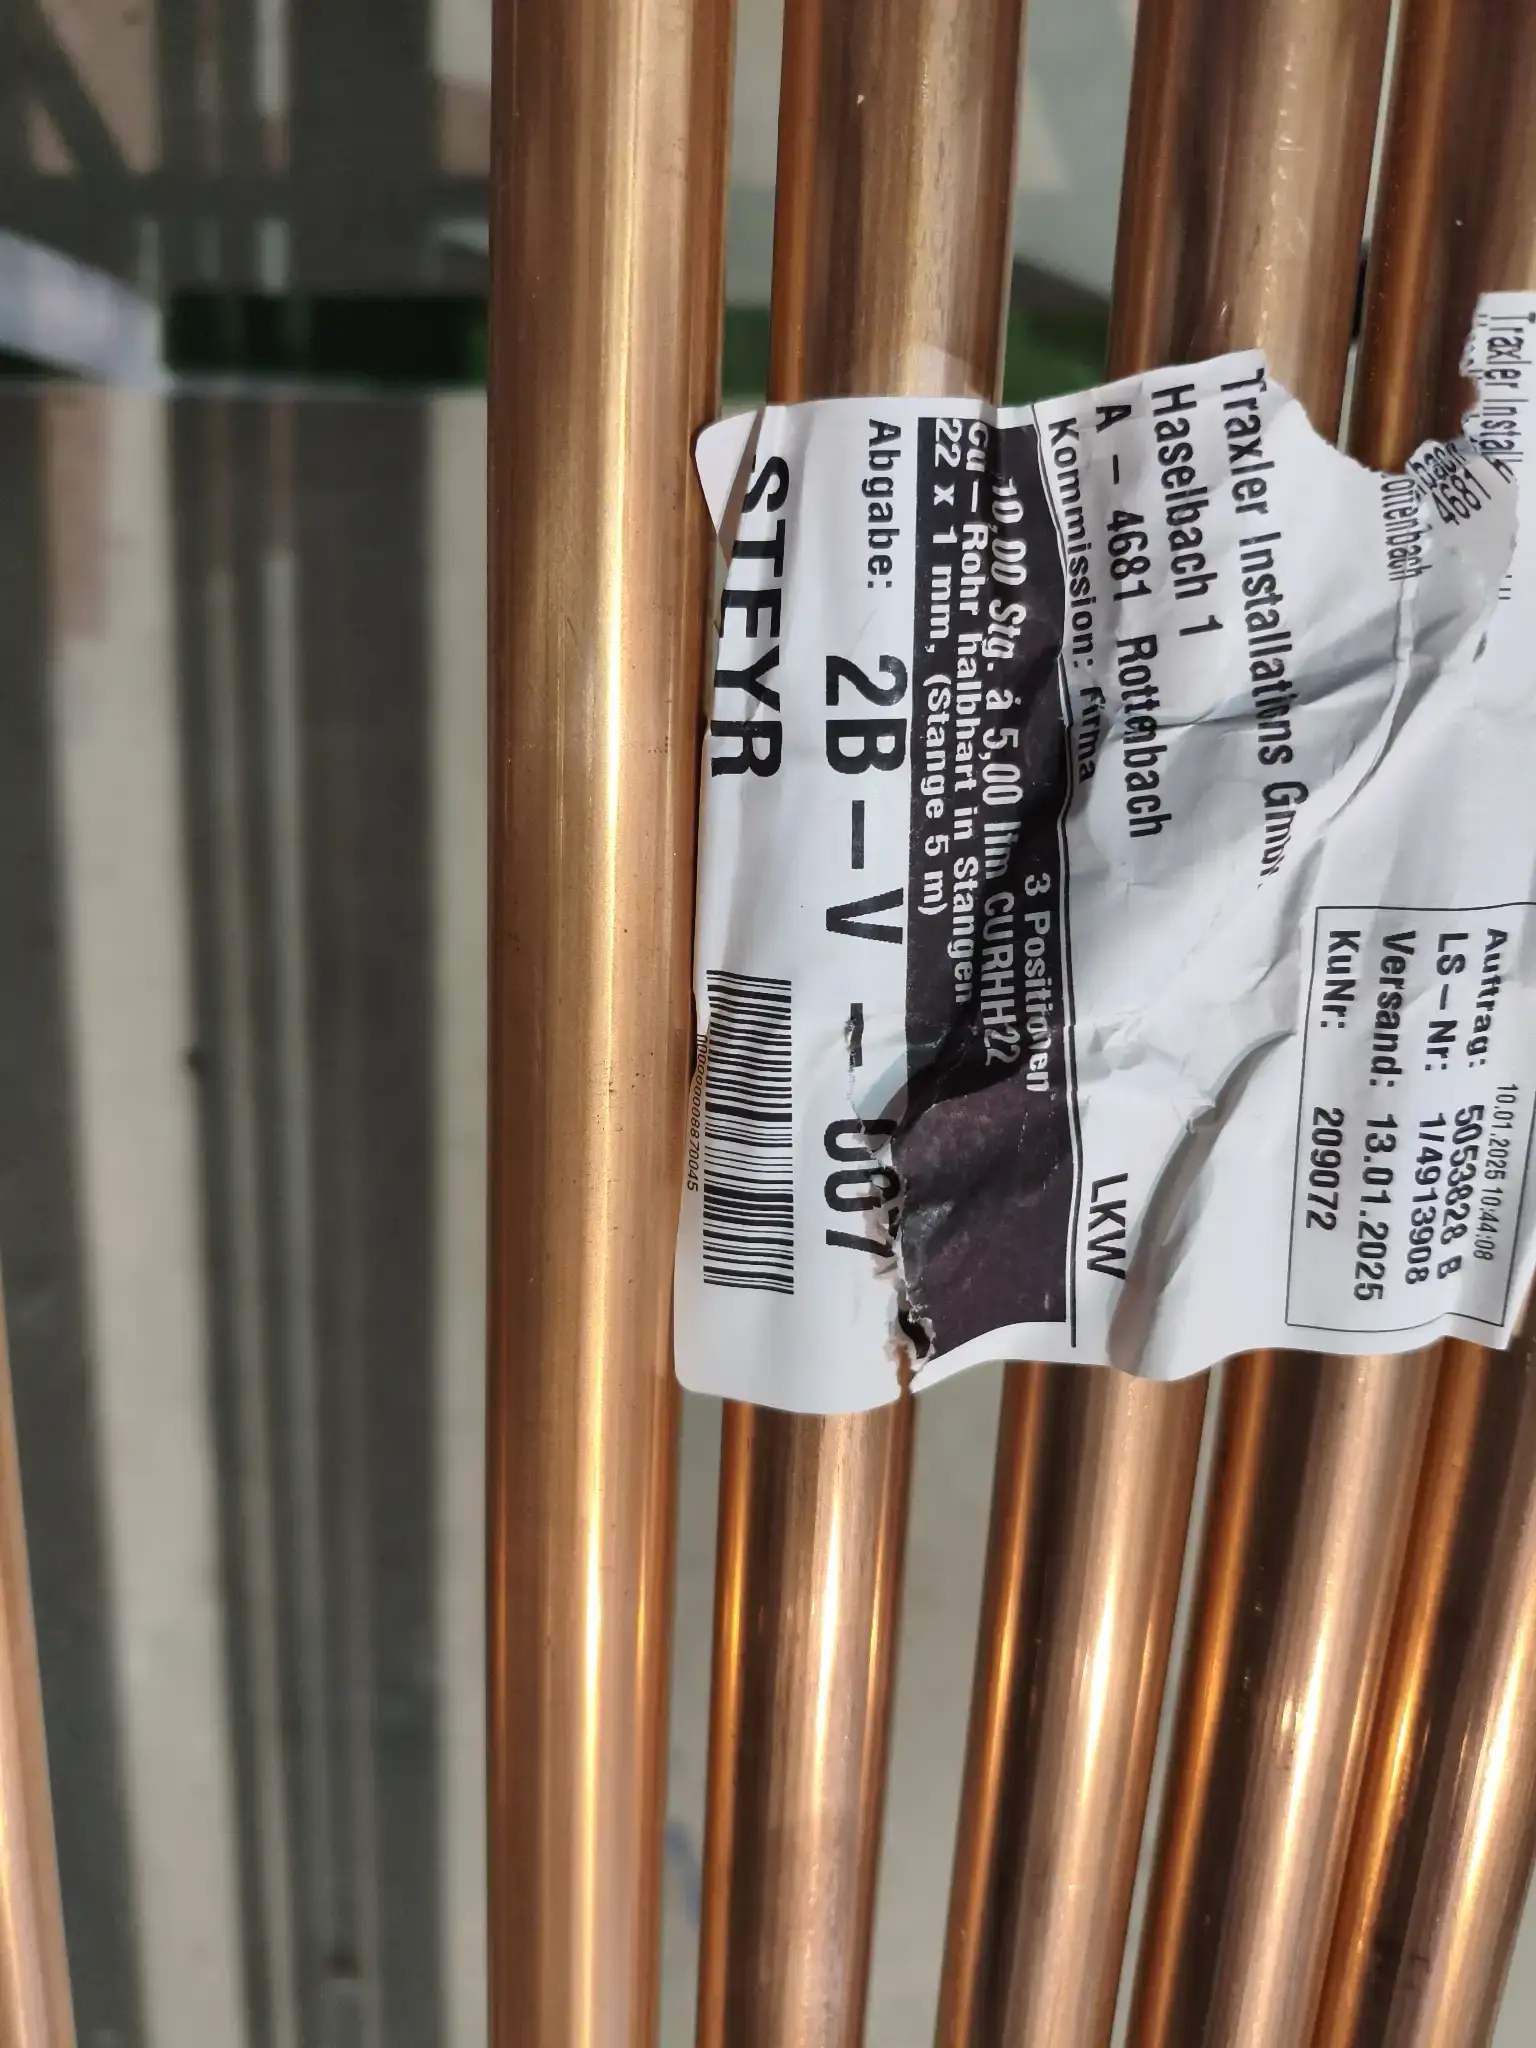 Traxler Install
4681
Traxler Installations GmbH
Haselbach 1
A - 4681 Rottenbach
Kommission: Firma
LKW
10.01.2025 10:44:08
Auftrag: 5053828 B
LS-Nr: 1/4913908
Versand: 13.01.2025
KuNr: 209072
3 Positionen
10,00 Stg. á 5,00 lfm CURHH22
Cu-Rohr halbhart in Stangen
22 x 1 mm, (Stange 5 m)
Abgabe:
2B-V - -007
STEYR